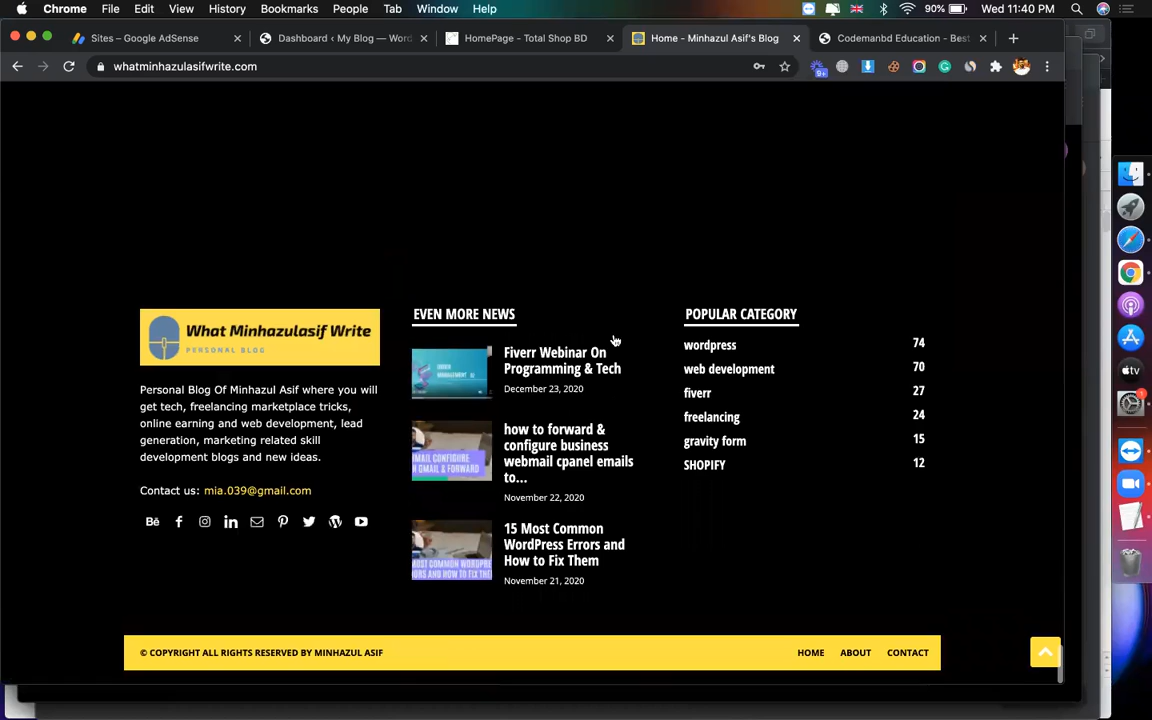 Chrome File Edit View History Bookmarks People Tab Window Help 90% Wed 11:40 PM
Sites – Google AdSense
Dashboard ‹ My Blog — Word
HomePage - Total Shop BD
Home - Minhazul Asif's Blog
Codemanbd Education - Best
whatminhazulasifwrite.com
9+
What Minhazulasif Write
PERSONAL BLOG
Personal Blog Of Minhazul Asif where you will
get tech, freelancing marketplace tricks,
online earning and web development, lead
generation, marketing related skill
development blogs and new ideas.
Contact us: mia.039@gmail.com
EVEN MORE NEWS
Fiverr Webinar On
Programming & Tech
December 23, 2020
how to forward &
configure business
webmail cpanel emails
to...
November 22, 2020
15 Most Common
WordPress Errors and
How to Fix Them
November 21, 2020
POPULAR CATEGORY
wordpress 74
web development 70
fiverr 27
freelancing 24
gravity form 15
SHOPIFY 12
© COPYRIGHT ALL RIGHTS RESERVED BY MINHAZUL ASIF
HOME ABOUT CONTACT
tv
1